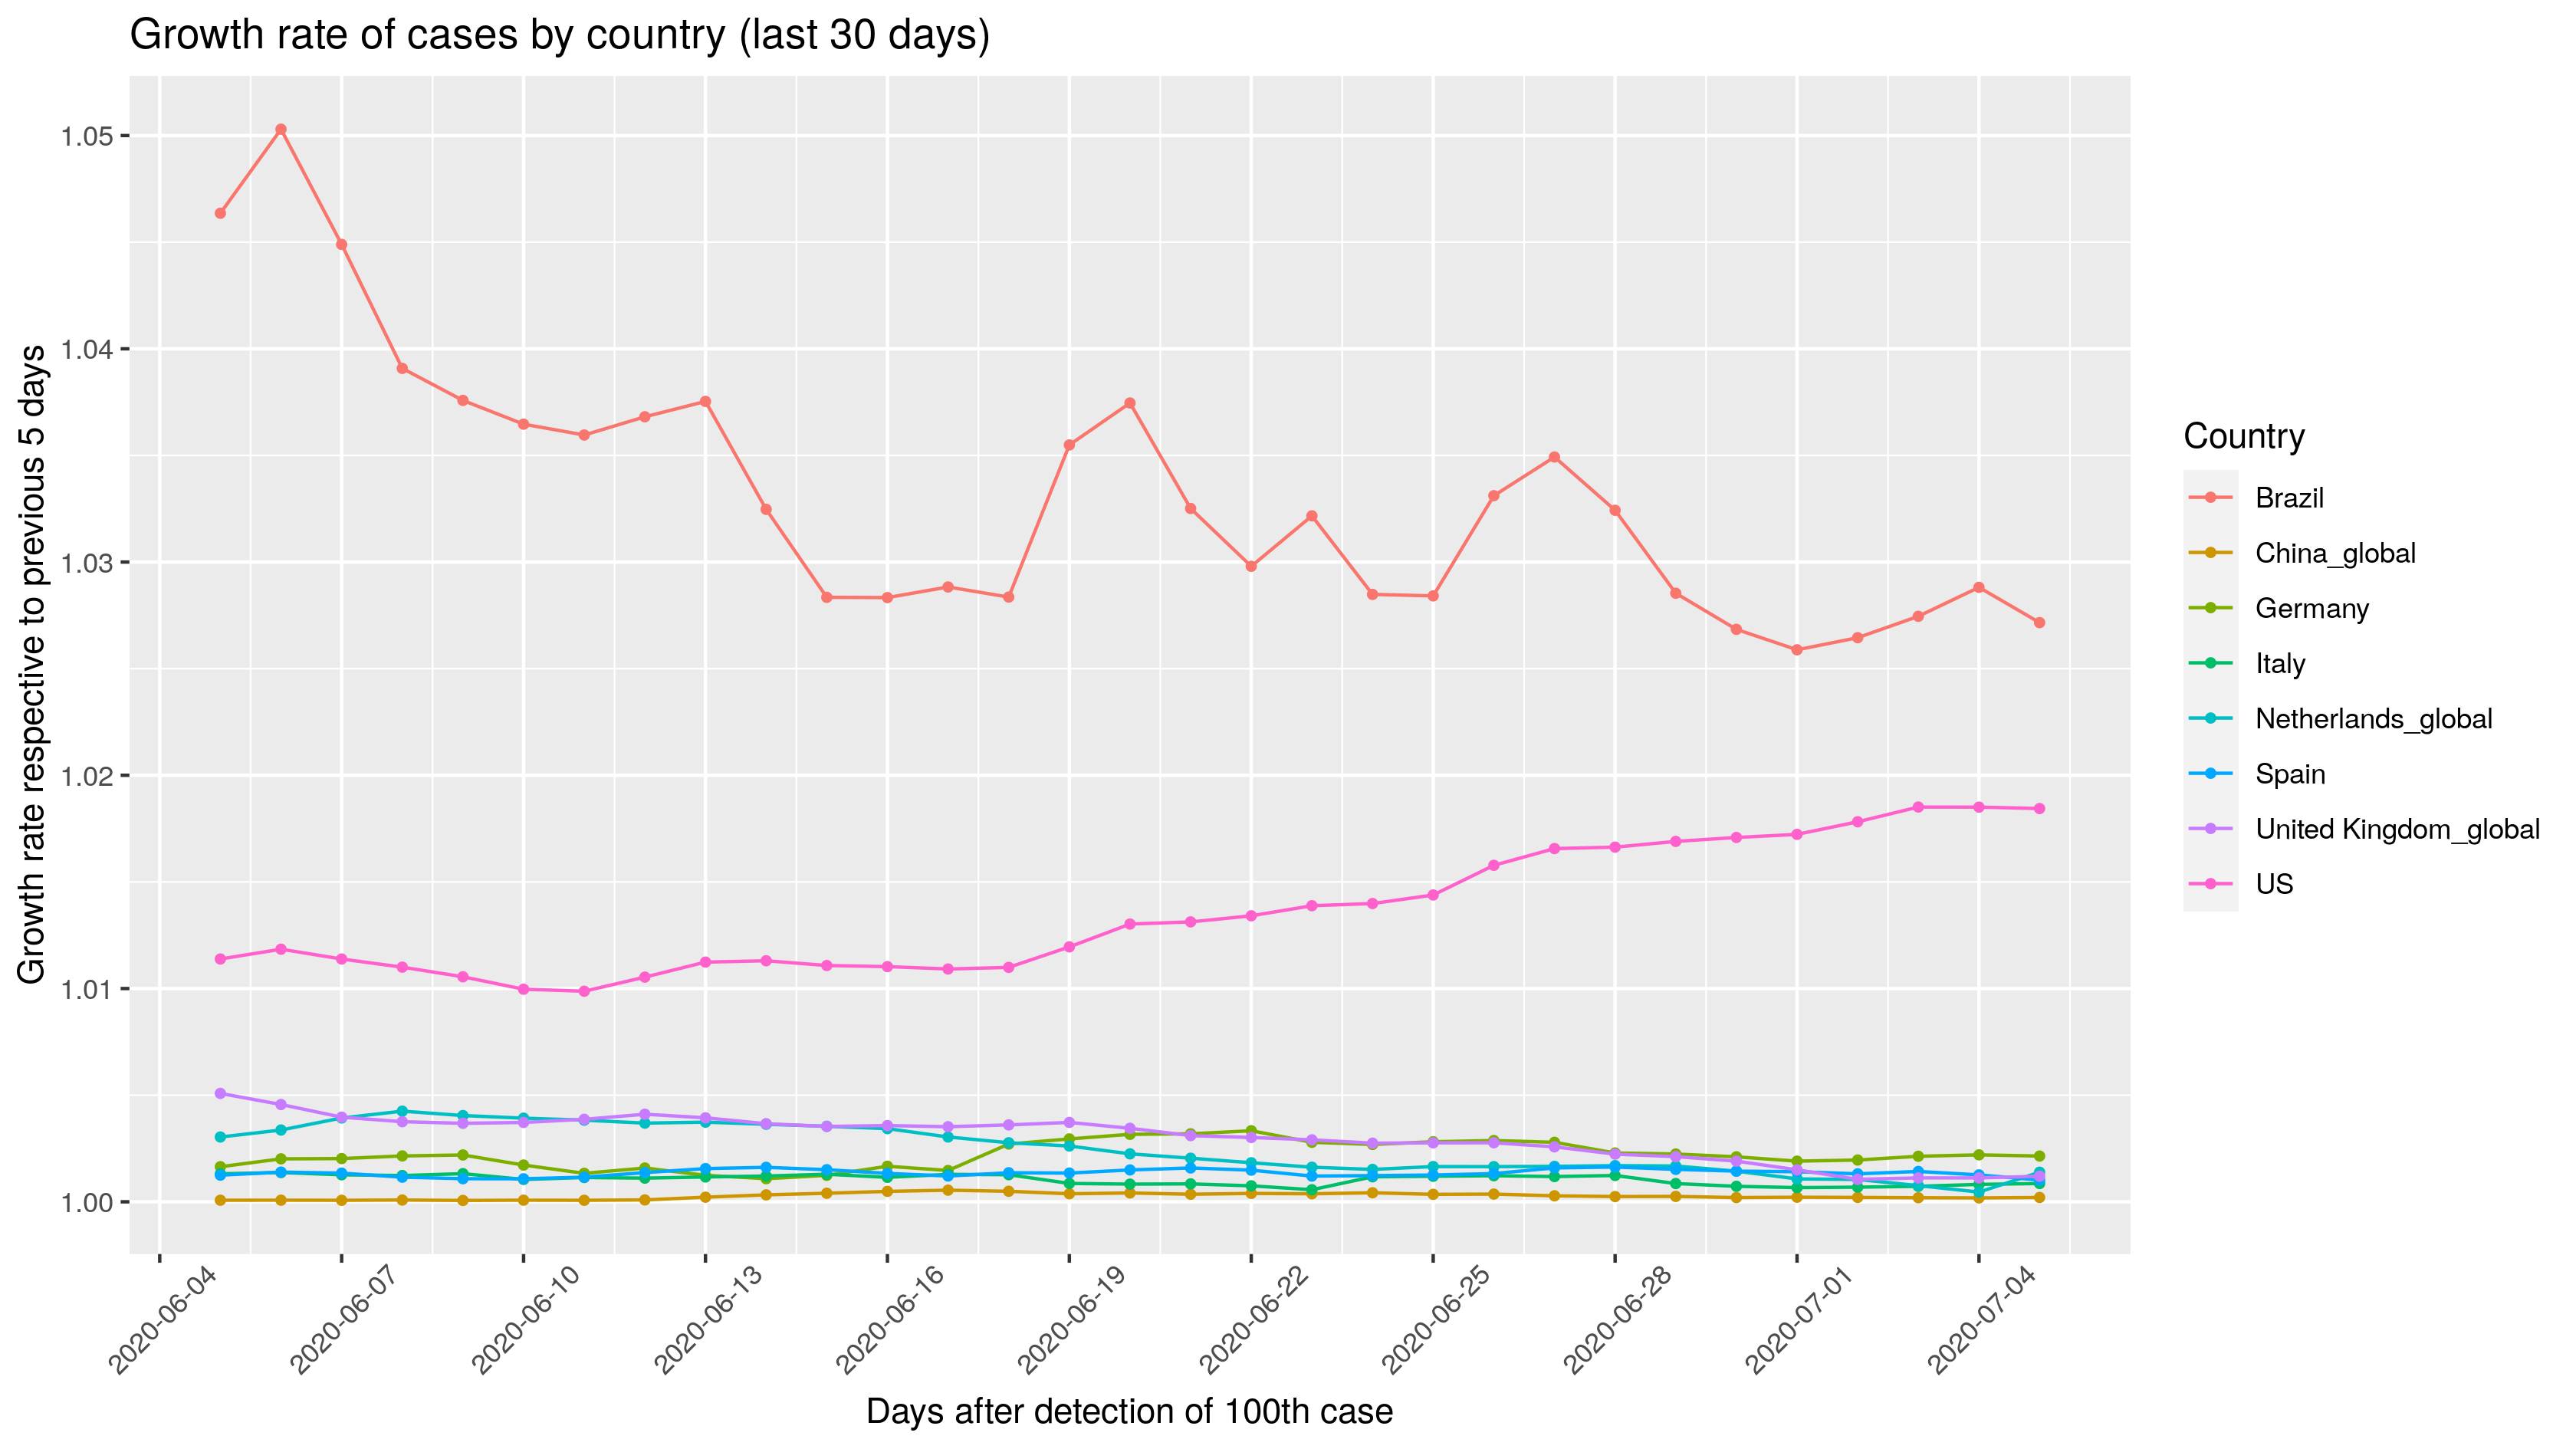 Growth rate of cases by country (last 30 days)
Growth rate respective to previous 5 days
1.05
1.04
1.03
1.02
1.01
1.00
2020-06-04
2020-06-07
2020-06-10
2020-06-13
2020-06-16
2020-06-19
2020-06-22
2020-06-25
2020-06-28
2020-07-01
2020-07-04
Days after detection of 100th case
Country
Brazil
China_global
Germany
Italy
Netherlands_global
Spain
United Kingdom_global
US